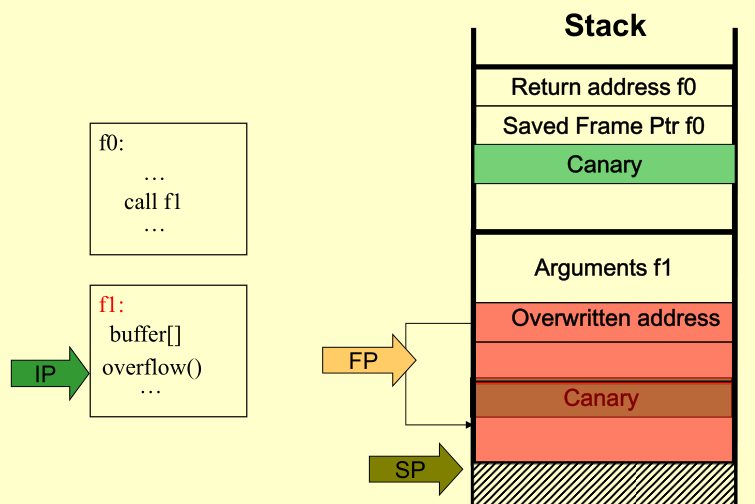 Stack
Return address f0
Saved Frame Ptr f0
Canary
f0:
…
call f1
…
Arguments f1
f1:
buffer[]
overflow()
…
IP
Overwritten address
FP
Canary
SP